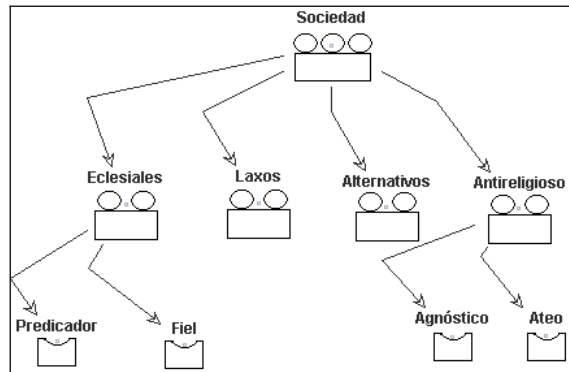 Sociedad
Eclesiales
Laxos
Alternativos
Antireligioso
Predicador
Fiel
Agnóstico
Ateo